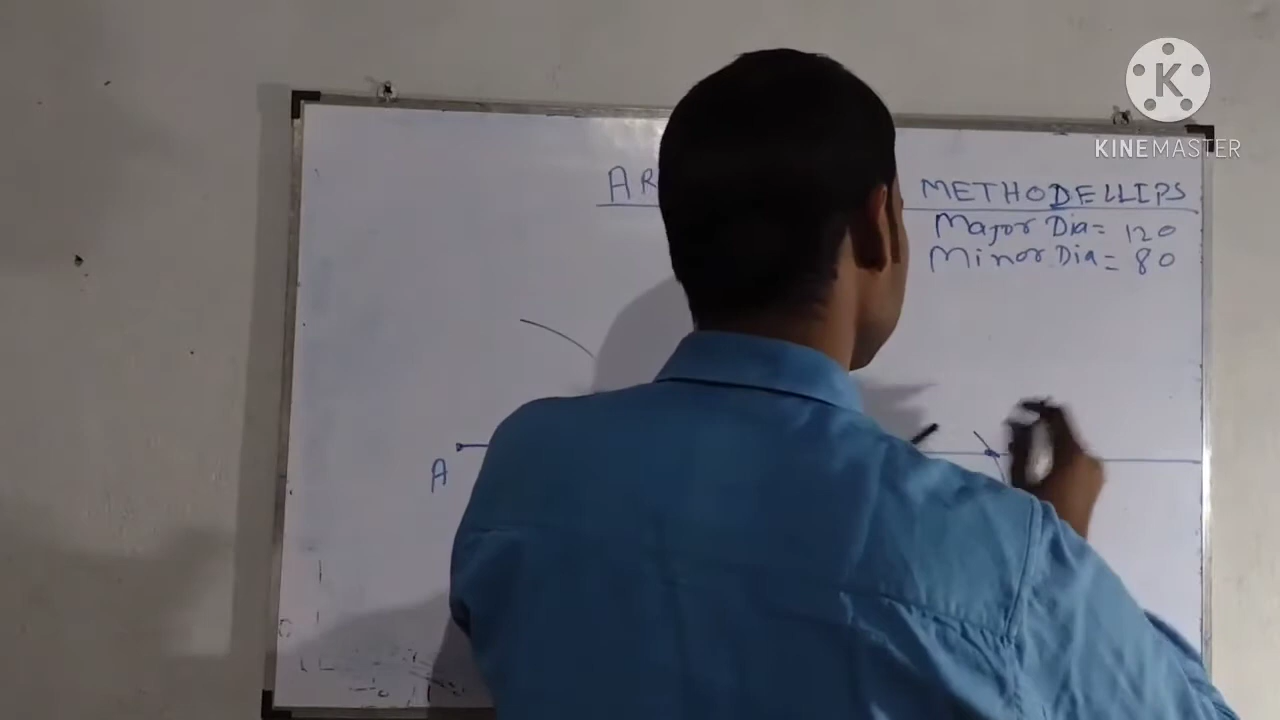 K
KINEMASTER
AR METHODELLIPS
Major Dia= 120
Minor Dia= 80
A